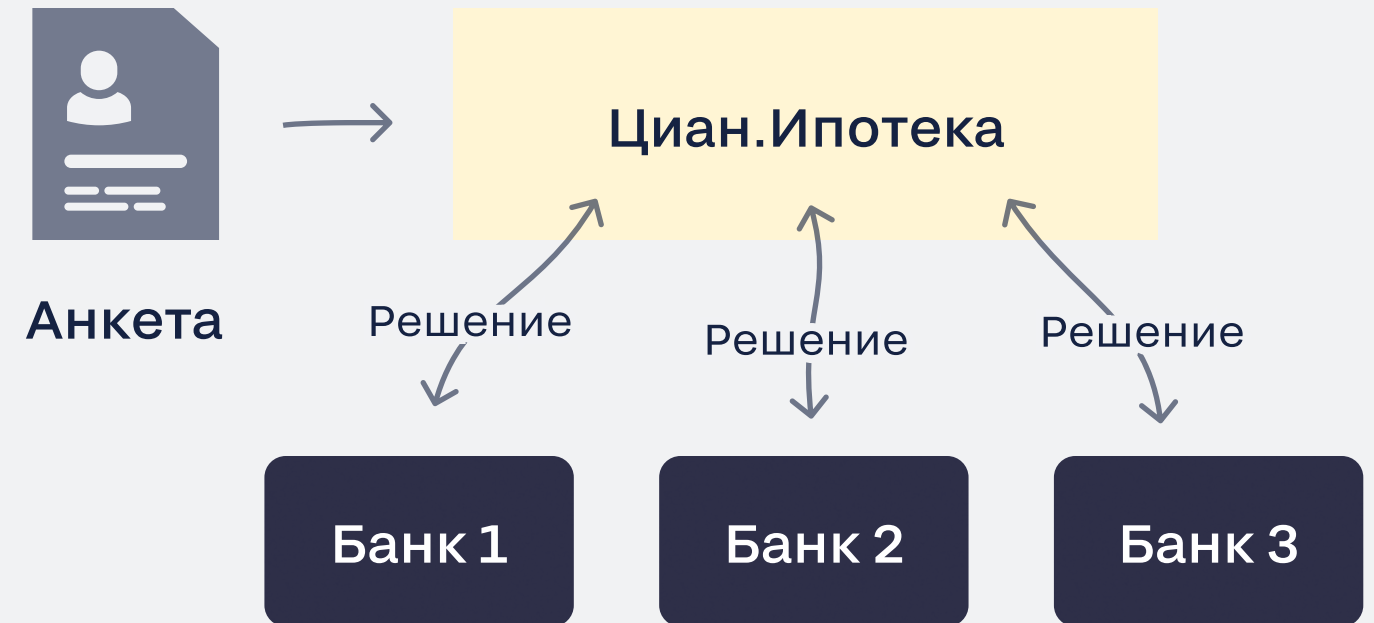 Циан.Ипотека
Анкета
Решение
Решение
Решение
Банк 1
Банк 2
Банк 3